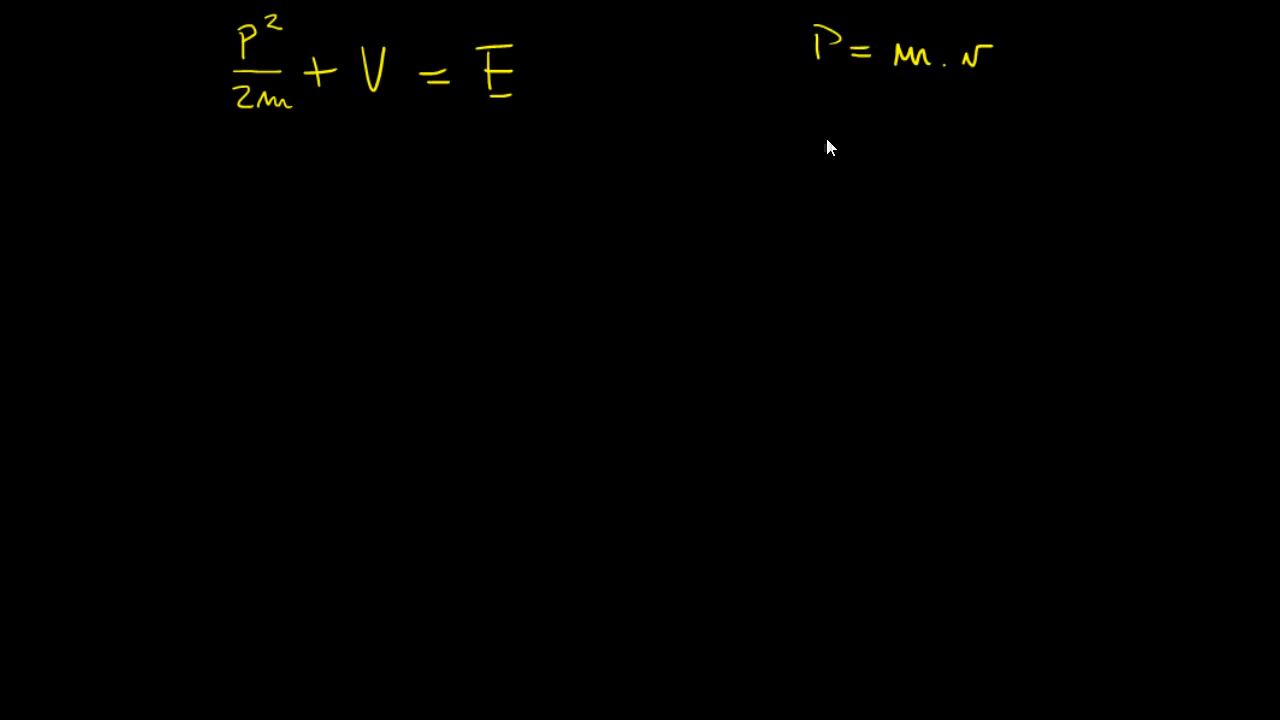 P²/2m + V = E
P = m . v